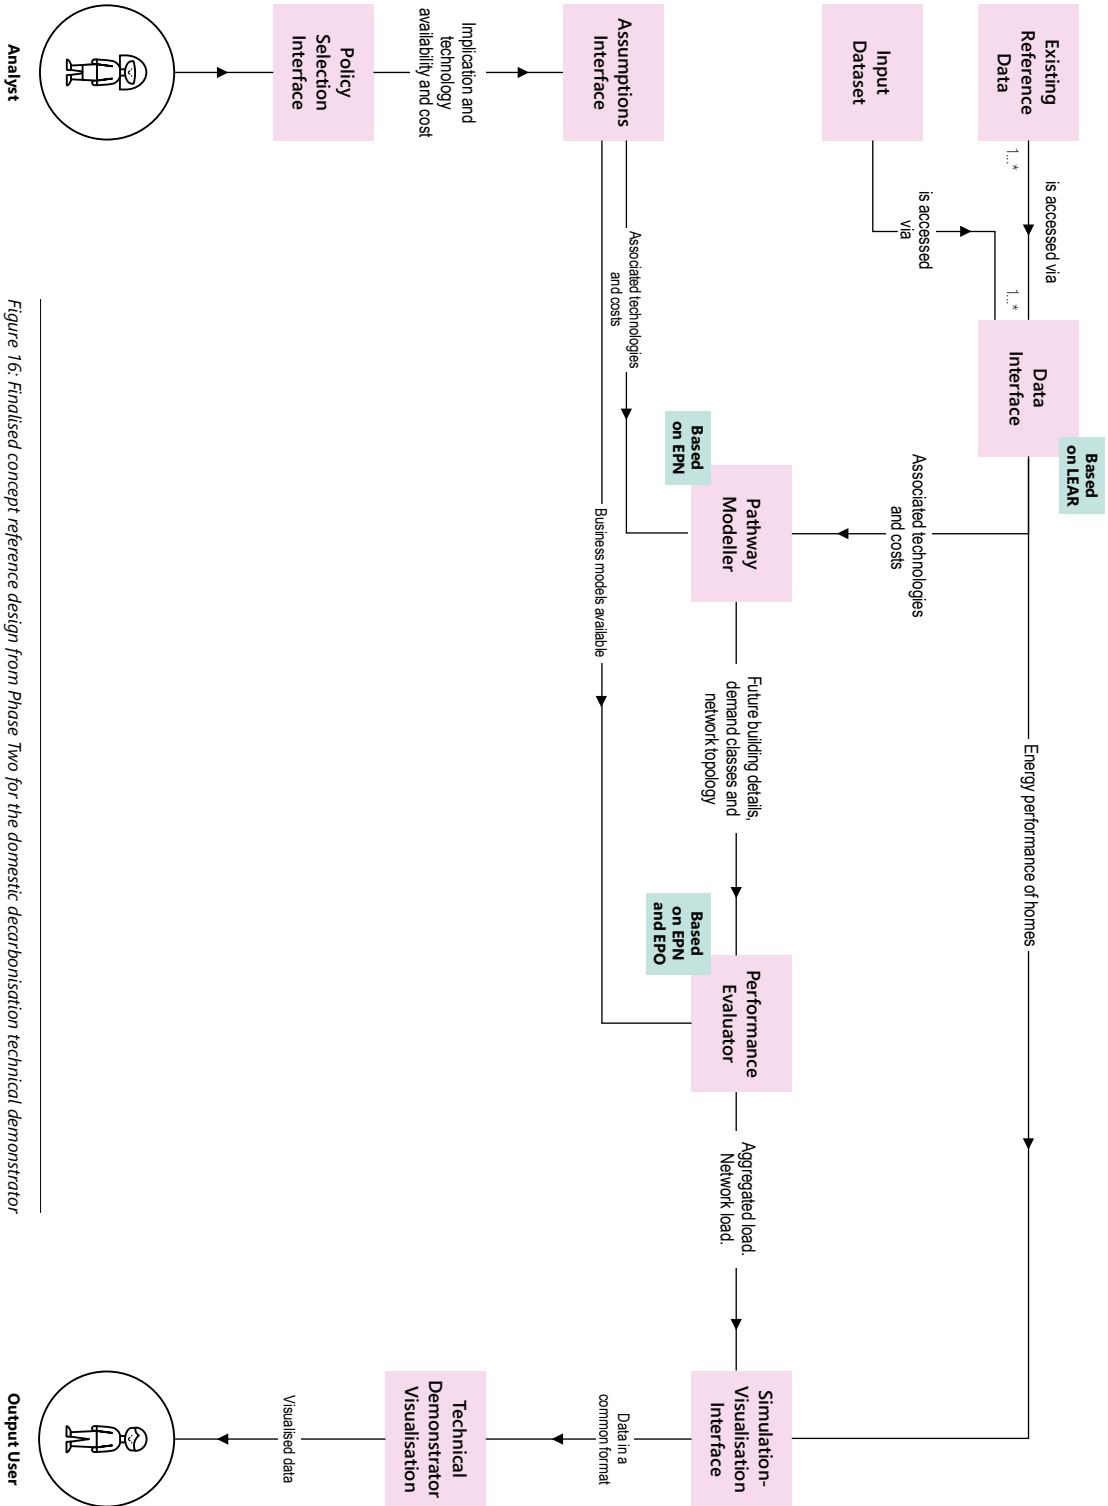 Existing
Reference
Data
1... *
is accessed via
1... *
Data
Interface
Based
on LEAR
Energy performance of homes
Input
Dataset
is accessed
via
Associated technologies
and costs
Assumptions
Interface
Associated technologies
and costs
Based
on EPN
Pathway
Modeller
Future building details,
demand classes and
network topology
Based
on EPN
and EPO
Performance
Evaluator
Aggregated load.
Network load.
Simulation-
Visualisation
Interface
Business models available
Implication and
technology
availability and cost
Policy
Selection
Interface
Data in a
common format
Technical
Demonstrator
Visualisation
Visualised data
Analyst
Output User
Figure 16: Finalised concept reference design from Phase Two for the domestic decarbonisation technical demonstrator